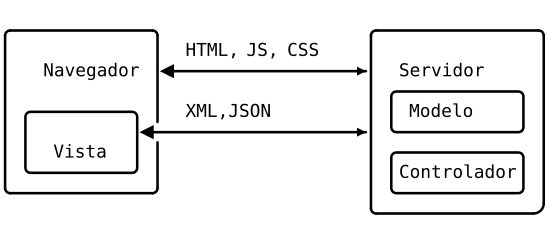 HTML, JS, CSS
Navegador
Servidor
XML,JSON
Modelo
Vista
Controlador